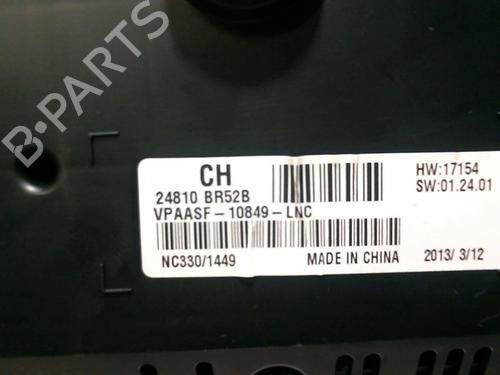 B-PARTS
CH
24810 BR52B
VPAASF-10849-LNC
NC330/1449
MADE IN CHINA
HW:17154
SW:01.24.01
2013/ 3/12